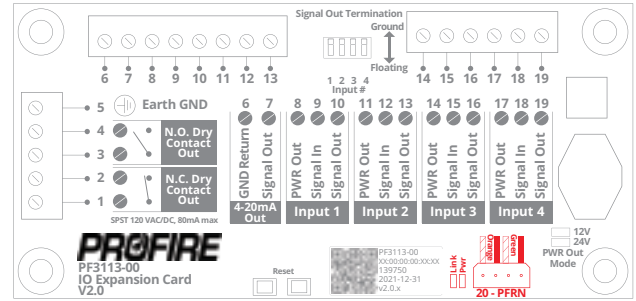 Signal Out Termination
Ground
Floating
1 2 3 4
Input #
6 7 8 9 10 11 12 13
14 15 16 17 18 19
5 Earth GND
4
3
N.O. Dry
Contact
Out
2
1
N.C. Dry
Contact
Out
SPST 120 VAC/DC, 80mA max
6 7 8 9 10 11 12 13 14 15 16 17 18 19
GND Return
Signal Out
PWR Out
Signal In
Signal Out
PWR Out
Signal In
Signal Out
PWR Out
Signal In
Signal Out
PWR Out
Signal In
Signal Out
4-20mA
Out
Input 1
Input 2
Input 3
Input 4
PROFIRE
PF3113-00
IO Expansion Card
V2.0
Reset
PF3113-00
XX:00:00:00:XX:XX
139750
2021-12-31
v2.0.x
Link
Pwr
Orange
Green
20 - PFRN
12V
24V
PWR Out
Mode